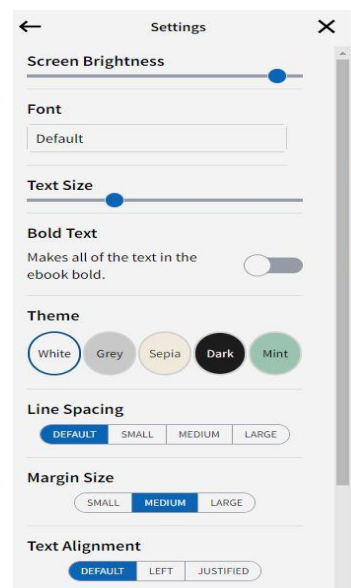 Settings
Screen Brightness
Font
Default
Text Size
Bold Text
Makes all of the text in the
ebook bold.
Theme
White Grey Sepia Dark Mint
Line Spacing
DEFAULT SMALL MEDIUM LARGE
Margin Size
SMALL MEDIUM LARGE
Text Alignment
DEFAULT LEFT JUSTIFIED